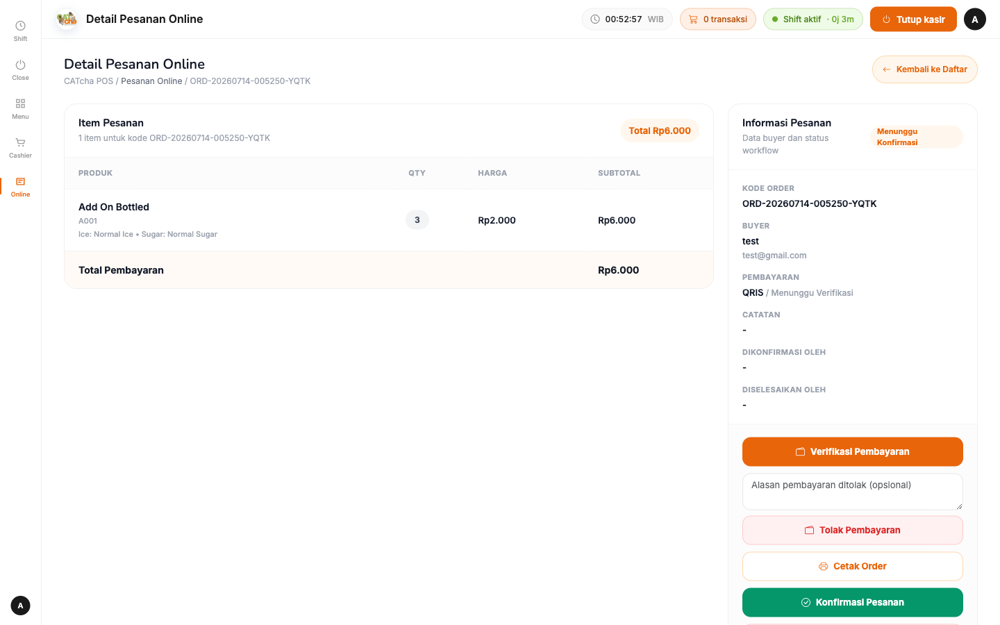 Detail Pesanan Online
00:52:57 WIB
0 transaksi
Shift aktif · 0j 3m
Tutup kasir
A
Shift
Close
Menu
Cashier
Online
A
Detail Pesanan Online
CATcha POS / Pesanan Online / ORD-20260714-005250-YQTK
Kembali ke Daftar
Item Pesanan
1 item untuk kode ORD-20260714-005250-YQTK
Total Rp6.000
PRODUK QTY HARGA SUBTOTAL
Add On Bottled
A001
Ice: Normal Ice • Sugar: Normal Sugar
3 Rp2.000 Rp6.000
Total Pembayaran Rp6.000
Informasi Pesanan
Data buyer dan status
workflow
Menunggu
Konfirmasi
KODE ORDER
ORD-20260714-005250-YQTK
BUYER
test
test@gmail.com
PEMBAYARAN
QRIS / Menunggu Verifikasi
CATATAN
-
DIKONFIRMASI OLEH
-
DISELESAIKAN OLEH
-
Verifikasi Pembayaran
Alasan pembayaran ditolak (opsional)
Tolak Pembayaran
Cetak Order
Konfirmasi Pesanan